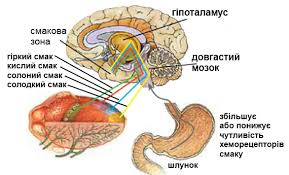 гіпоталамус
смакова
зона
гіркий смак
кислий смак
солоний смак
солодкий смак
довгастий
мозок
збільшує
або понижує
чутливість
хеморецепторів
смаку
шлунок